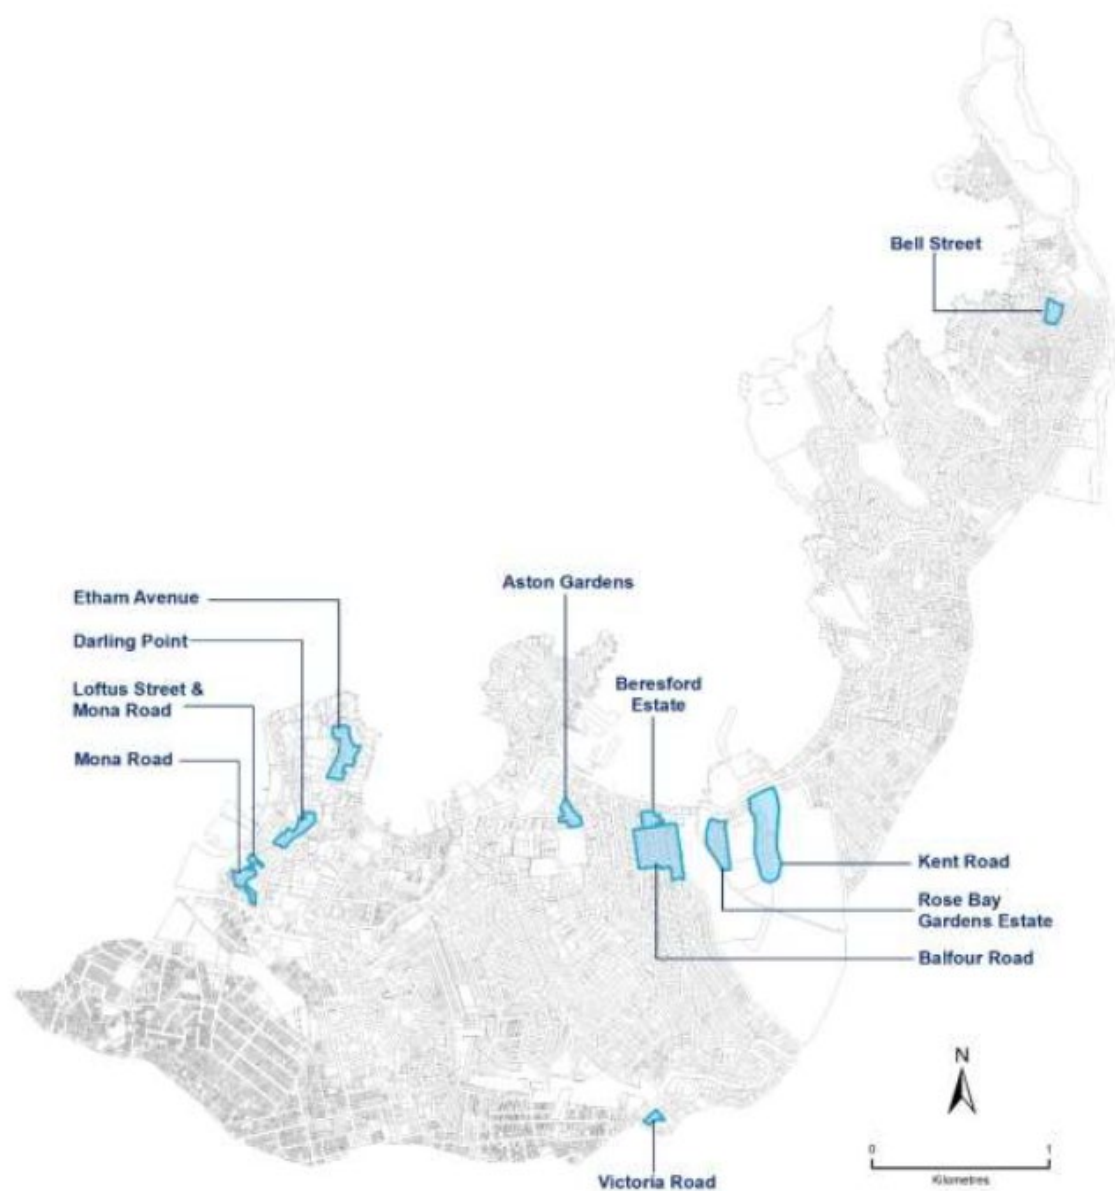 Bell Street
Etham Avenue
Aston Gardens
Darling Point
Beresford
Estate
Loftus Street &
Mona Road
Mona Road
Kent Road
Rose Bay
Gardens Estate
Balfour Road
N
0 1
Kilometres
Victoria Road